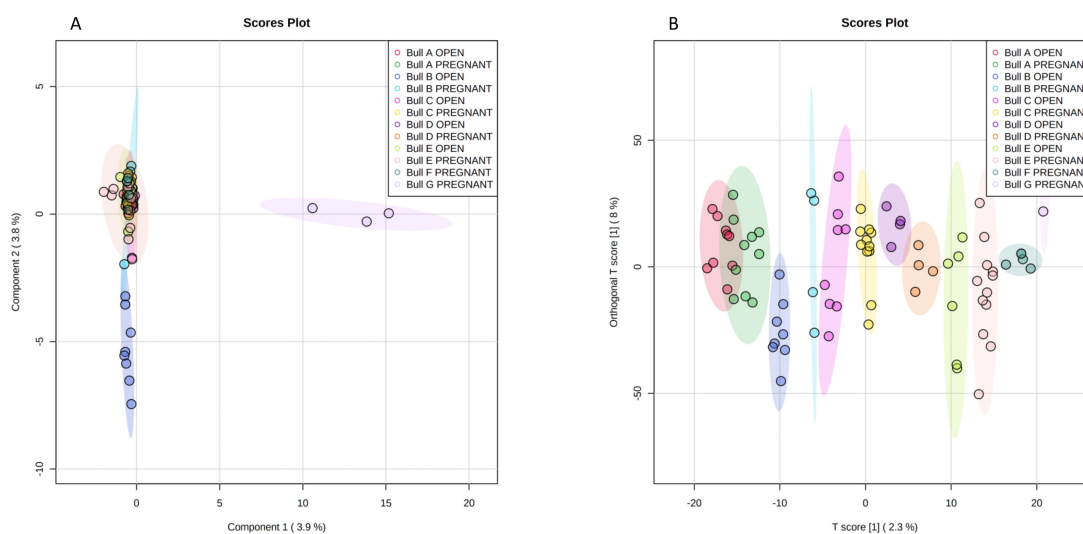 A
Scores Plot
Bull A OPEN
Bull A PREGNANT
Bull B OPEN
Bull B PREGNANT
Bull C OPEN
Bull C PREGNANT
Bull D OPEN
Bull D PREGNANT
Bull E OPEN
Bull E PREGNANT
Bull F PREGNANT
Bull G PREGNANT
Component 2 ( 3.8 %)
5
0
-5
-10
0
5
10
15
20
Component 1 ( 3.9 %)
B
Scores Plot
Bull A OPEN
Bull A PREGNAN
Bull B OPEN
Bull B PREGNAN
Bull C OPEN
Bull C PREGNAN
Bull D OPEN
Bull D PREGNAN
Bull E OPEN
Bull E PREGNAN
Bull F PREGNAN
Bull G PREGNAN
Orthogonal T score [1] ( 8 %)
50
0
-50
-20
-10
0
10
20
T score [1] ( 2.3 %)